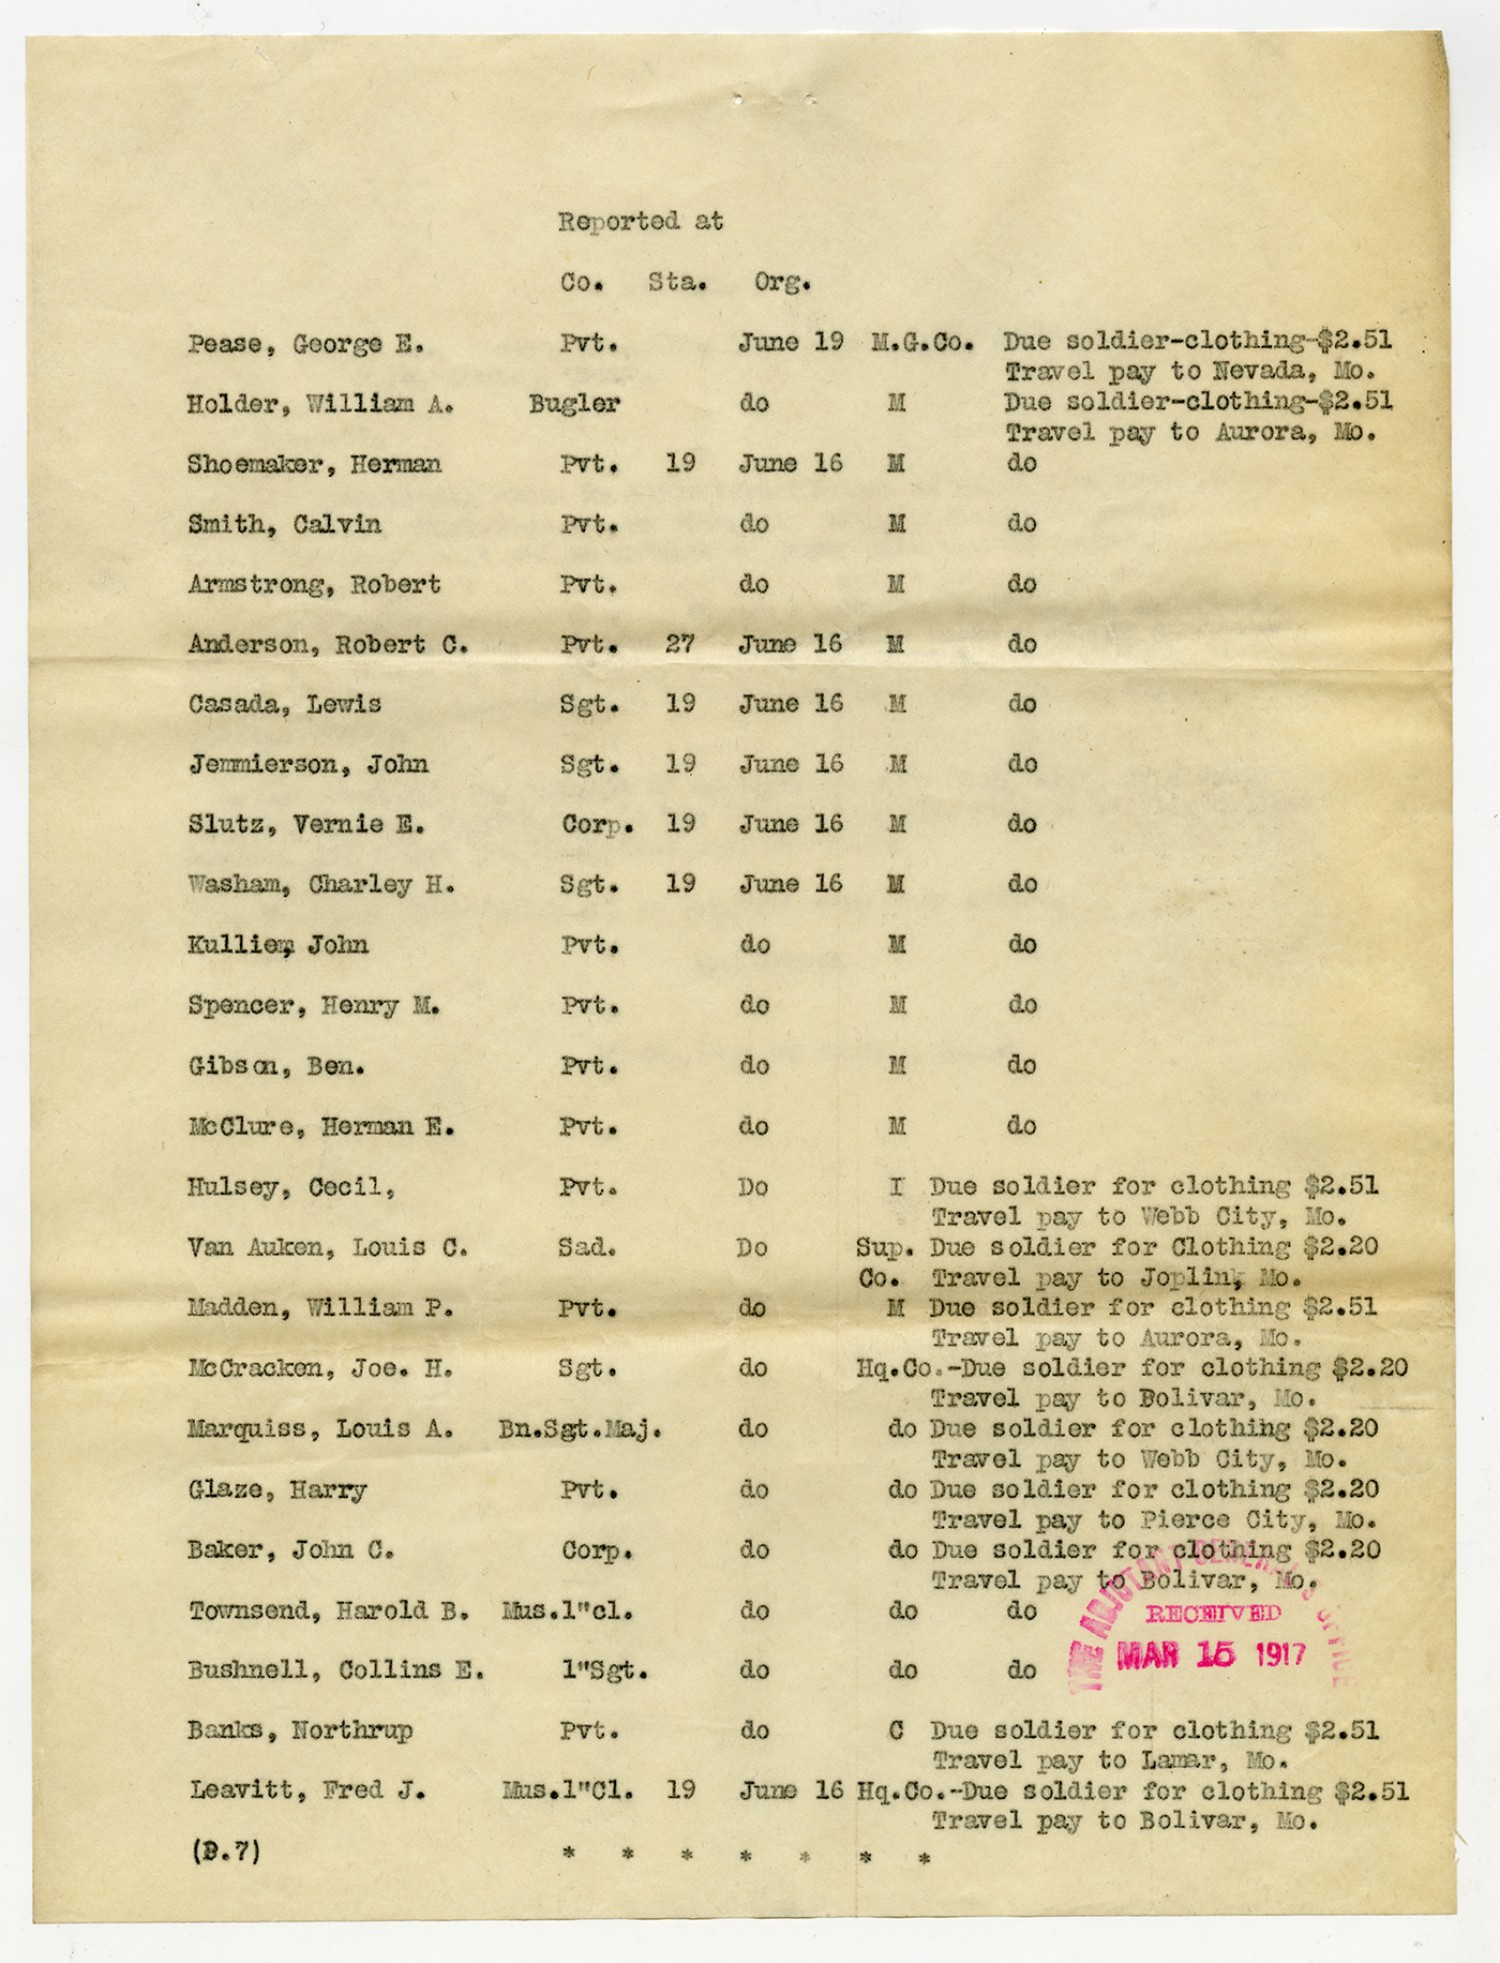 Reported at
Co. Sta. Org.
Pease, George E. Pvt. June 19 M.G.Co. Due soldier-clothing-$2.51
Travel pay to Nevada, Mo.
Holder, William A. Bugler do M Due soldier-clothing-$2.51
Travel pay to Aurora, Mo.
Shoemaker, Herman Pvt. 19 June 16 M do
Smith, Calvin Pvt. do M do
Armstrong, Robert Pvt. do M do
Anderson, Robert C. Pvt. 27 June 16 M do
Casada, Lewis Sgt. 19 June 16 M do
Jemmierson, John Sgt. 19 June 16 M do
Slutz, Vernie E. Corp. 19 June 16 M do
Washam, Charley H. Sgt. 19 June 16 M do
John Pvt. do M do
Spencer, Henry M. Pvt. do M do
Gibson, Ben. Pvt. do M do
McClure, Herman E. Pvt. do M do
Hulsey, Cecil, Pvt. Do I Due soldier for clothing $2.51
Travel pay to Webb City, Mo.
Van Auken, Louis C. Sad. Do Sup. Due soldier for Clothing $2.20
Co. Travel pay to Joplin, Mo.
Madden, William P. Pvt. do M Due soldier for clothing $2.51
Travel pay to Aurora, Mo.
McCracken, Joe. H. Sgt. do Hq.Co.-Due soldier for clothing $2.20
Travel pay to Bolivar, Mo.
Marquiss, Louis A. Bn.Sgt.Maj. do do Due soldier for clothing $2.20
Travel pay to Webb City, Mo.
Glaze, Harry Pvt. do do Due soldier for clothing $2.20
Travel pay to Pierce City, Mo.
Baker, John C. Corp. do do Due soldier for clothing $2.20
Travel pay to Bolivar, Mo.
Townsend, Harold B. Mus.1"cl. do do do
Bushnell, Collins E. 1"Sgt. do do do
THE ADJUTANT GENERAL'S OFFICE
RECEIVED
MAR 15 1917
Banks, Northrup Pvt. do C Due soldier for clothing $2.51
Travel pay to Lamar, Mo.
Leavitt, Fred J. Mus.1"Cl. 19 June 16 Hq.Co.-Due soldier for clothing $2.51
Travel pay to Bolivar, Mo.
(B.7) * * * * * * *